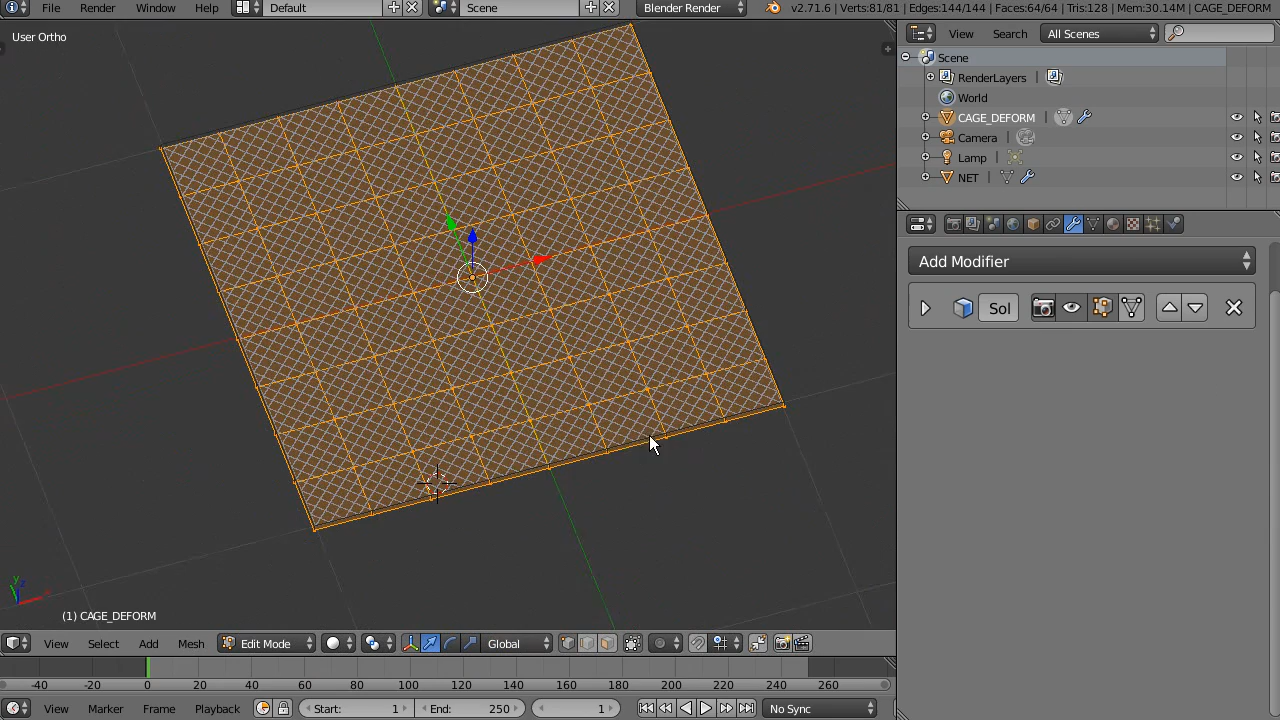 File Render Window Help Default Scene Blender Render v2.71.6 | Verts:81/81 | Edges:144/144 | Faces:64/64 | Tris:128 | Mem:30.14M | CAGE_DEFORM
User Ortho
View Search All Scenes
Scene
RenderLayers
World
CAGE_DEFORM
Camera
Lamp
NET
Add Modifier
Sol
y
z
(1) CAGE_DEFORM
View Select Add Mesh Edit Mode Global
-40 -20 0 20 40 60 80 100 120 140 160 180 200 220 240 260
View Marker Frame Playback Start: 1 End: 250 1 No Sync